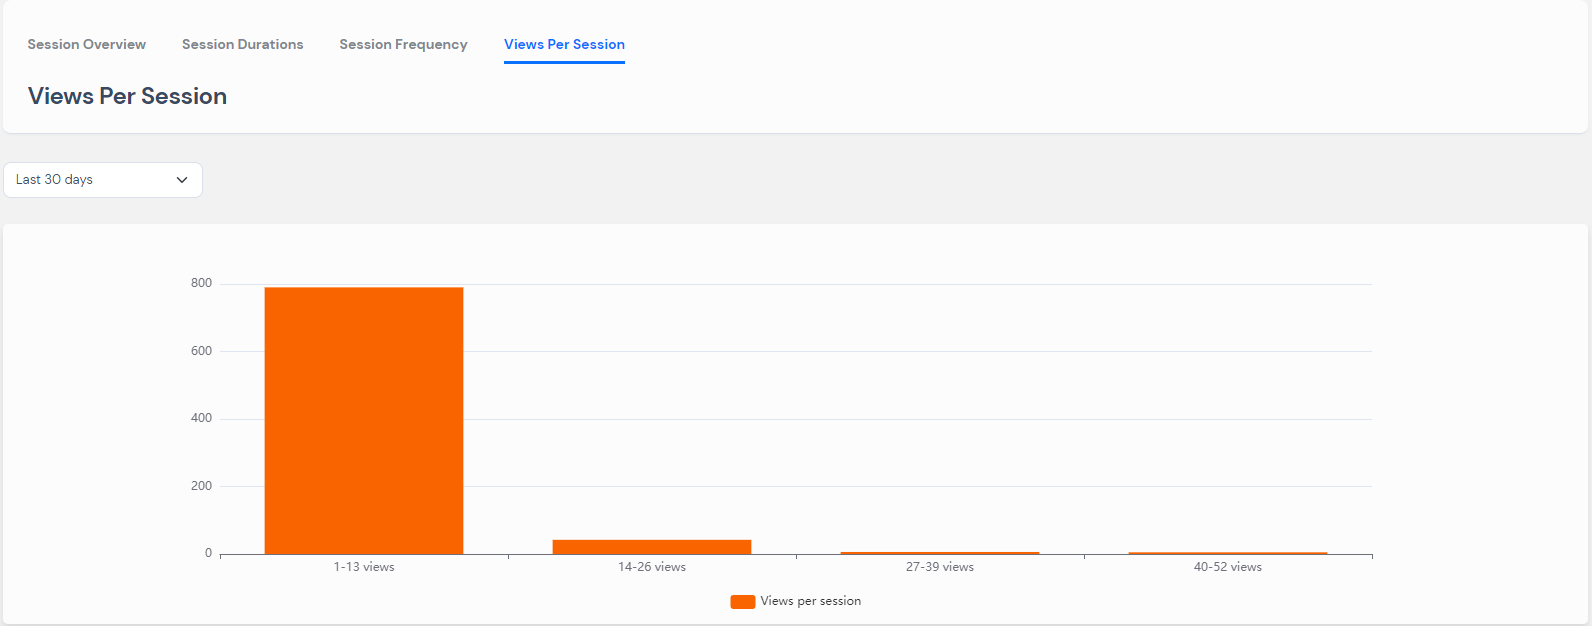 Session Overview Session Durations Session Frequency Views Per Session
Views Per Session
Last 30 days
800
600
400
200
0
1-13 views 14-26 views 27-39 views 40-52 views
Views per session